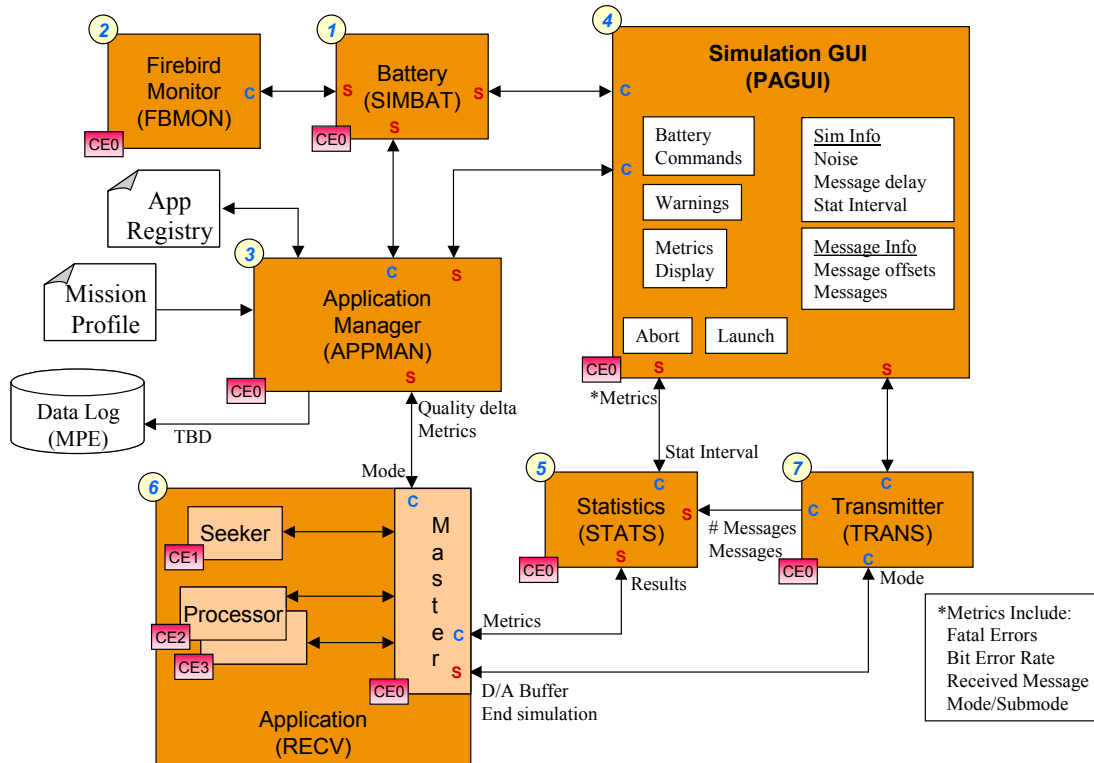 2
Firebird
Monitor
(FBMON)
C
CE0
1
Battery
(SIMBAT)
S
S
S
CE0
4
Simulation GUI
(PAGUI)
C
C
Battery
Commands
Warnings
Metrics
Display
Sim Info
Noise
Message delay
Stat Interval
Message Info
Message offsets
Messages
Abort
Launch
CE0
S
S
App
Registry
Mission
Profile
3
C
S
Application
Manager
(APPMAN)
CE0
S
Data Log
(MPE)
TBD
Quality delta
Metrics
Mode
*Metrics
Stat Interval
6
Seeker
CE1
Processor
CE2
CE3
C
M
a
s
t
e
r
C
S
CE0
Application
(RECV)
Metrics
D/A Buffer
End simulation
5
C
Statistics
(STATS)
S
S
CE0
Results
# Messages
Messages
7
C
C
Transmitter
(TRANS)
C
CE0
Mode
*Metrics Include:
Fatal Errors
Bit Error Rate
Received Message
Mode/Submode